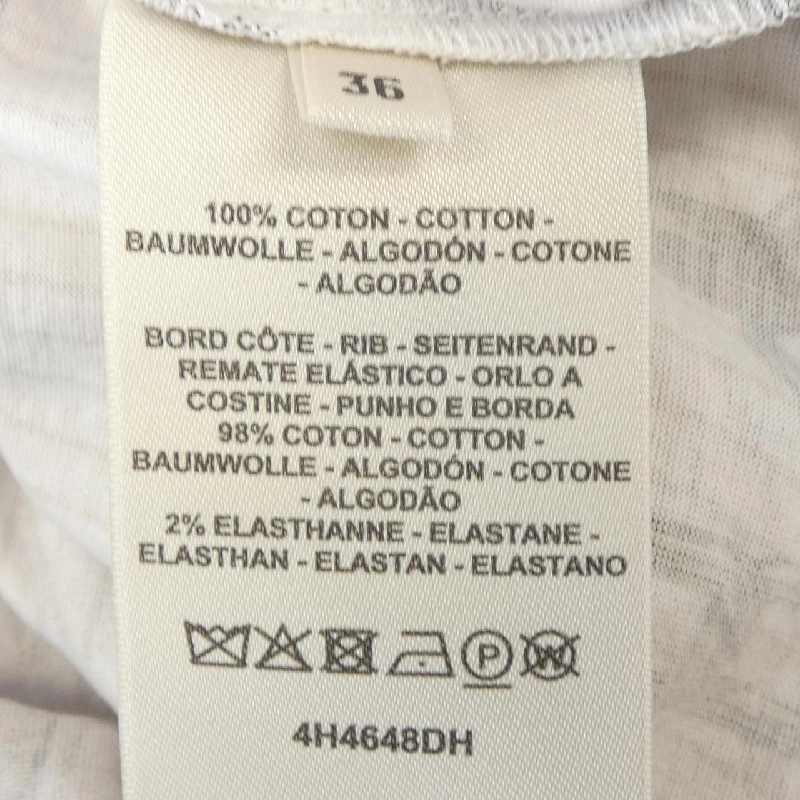 36
100% COTON - COTTON -
BAUMWOLLE - ALGODÓN - COTONE
- ALGODÃO
BORD CÔTE - RIB - SEITENRAND -
REMATE ELÁSTICO - ORLO A
COSTINE - PUNHO E BORDA
98% COTON - COTTON -
BAUMWOLLE - ALGODÓN - COTONE
- ALGODÃO
2% ELASTHANNE - ELASTANE -
ELASTHAN - ELASTAN - ELASTANO
P W
4H4648DH